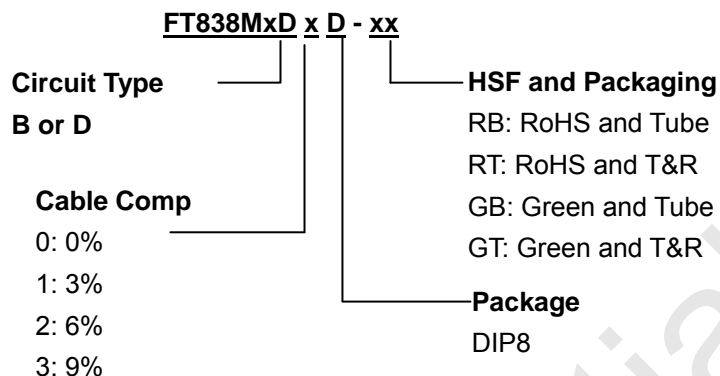 FT838MxD x D - xx
Circuit Type
B or D
Cable Comp
0: 0%
1: 3%
2: 6%
3: 9%
HSF and Packaging
RB: RoHS and Tube
RT: RoHS and T&R
GB: Green and Tube
GT: Green and T&R
Package
DIP8